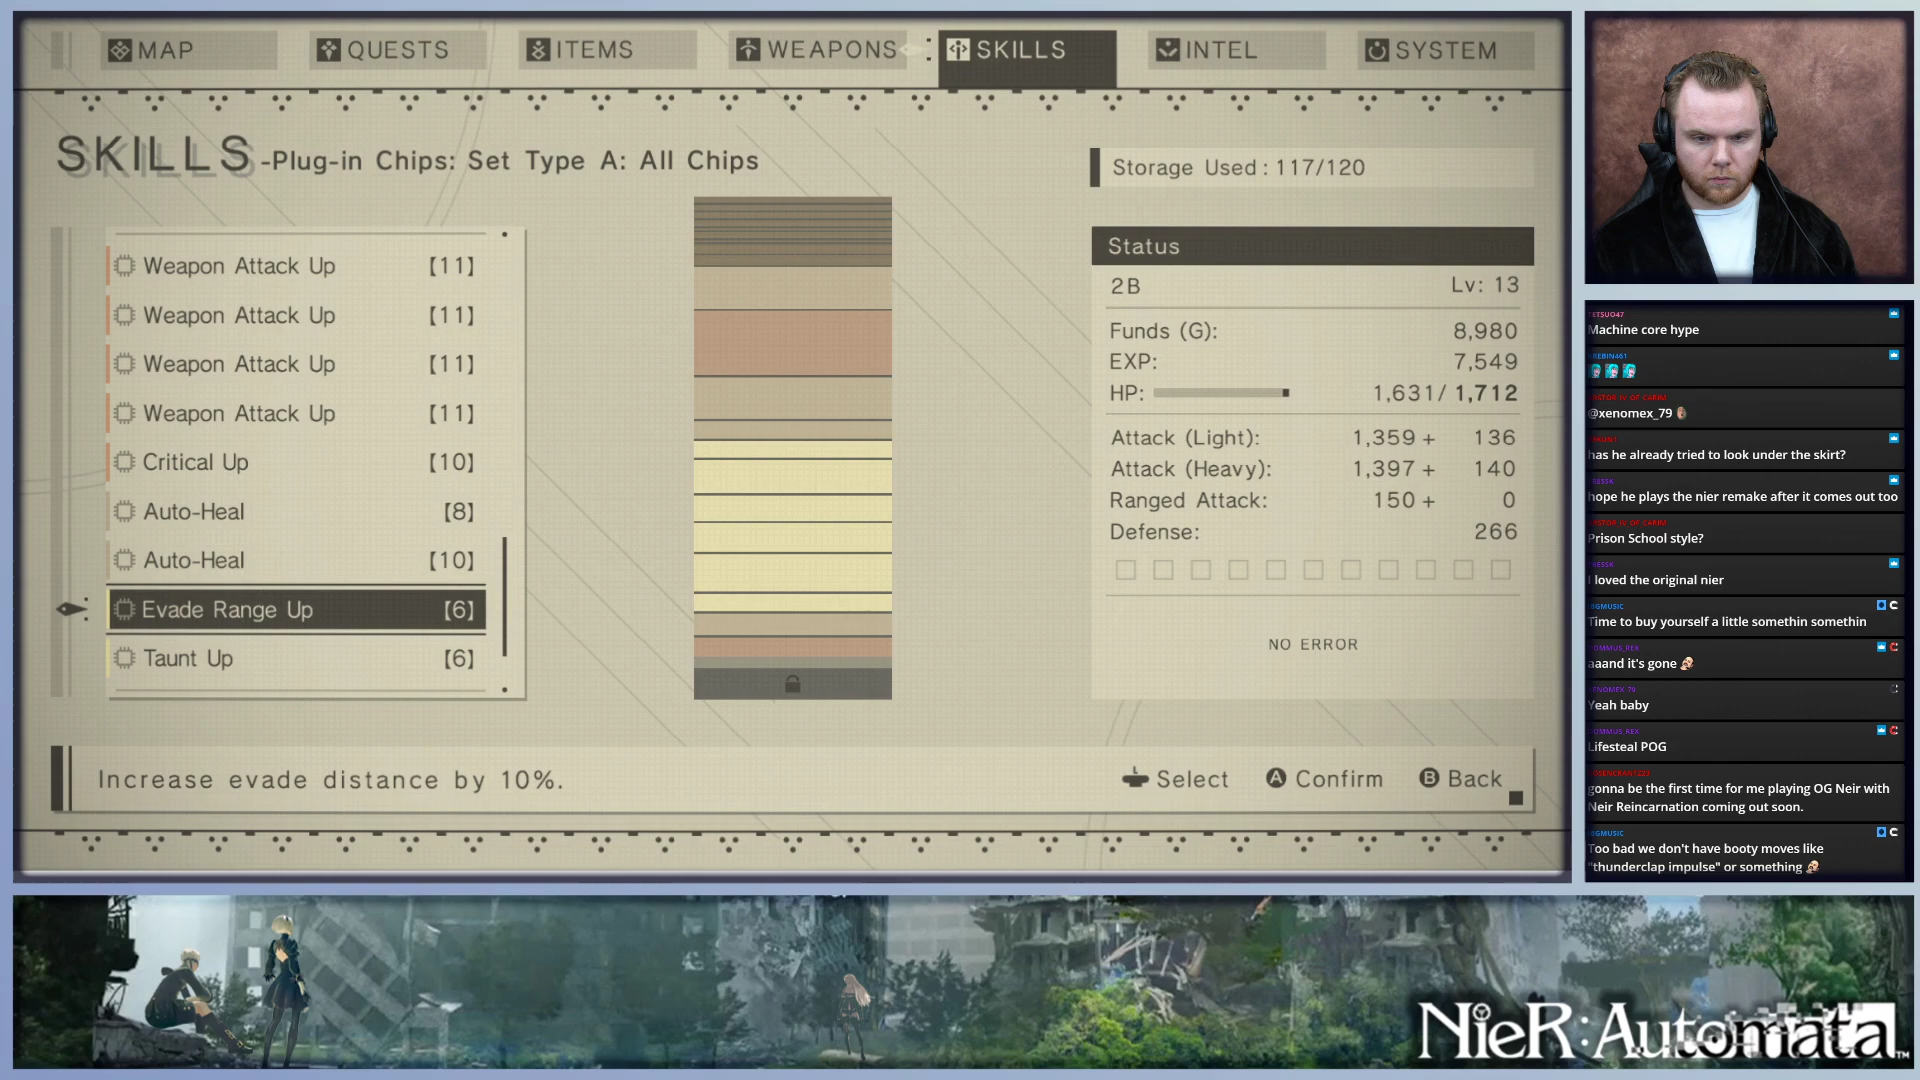 MAP
QUESTS
ITEMS
WEAPONS
SKILLS
INTEL
SYSTEM
SKILLS -Plug-in Chips: Set Type A: All Chips
Storage Used : 117/120
Weapon Attack Up 【11】
Weapon Attack Up 【11】
Weapon Attack Up 【11】
Weapon Attack Up 【11】
Critical Up 【10】
Auto-Heal 【8】
Auto-Heal 【10】
Evade Range Up 【6】
Taunt Up 【6】
Status
2B Lv: 13
Funds (G): 8,980
EXP: 7,549
HP: 1,631/ 1,712
Attack (Light): 1,359 + 136
Attack (Heavy): 1,397 + 140
Ranged Attack: 150 + 0
Defense: 266
NO ERROR
Increase evade distance by 10%.
Select
A Confirm
B Back
Machine core hype
@xenomex_79
has he already tried to look under the skirt?
hope he plays the nier remake after it comes out too
Prison School style?
I loved the original nier
Time to buy yourself a little somethin somethin
aaand it's gone
Yeah baby
Lifesteal POG
gonna be the first time for me playing OG Neir with
Neir Reincarnation coming out soon.
Too bad we don't have booty moves like
"thunderclap impulse" or something
NieR:Automata™